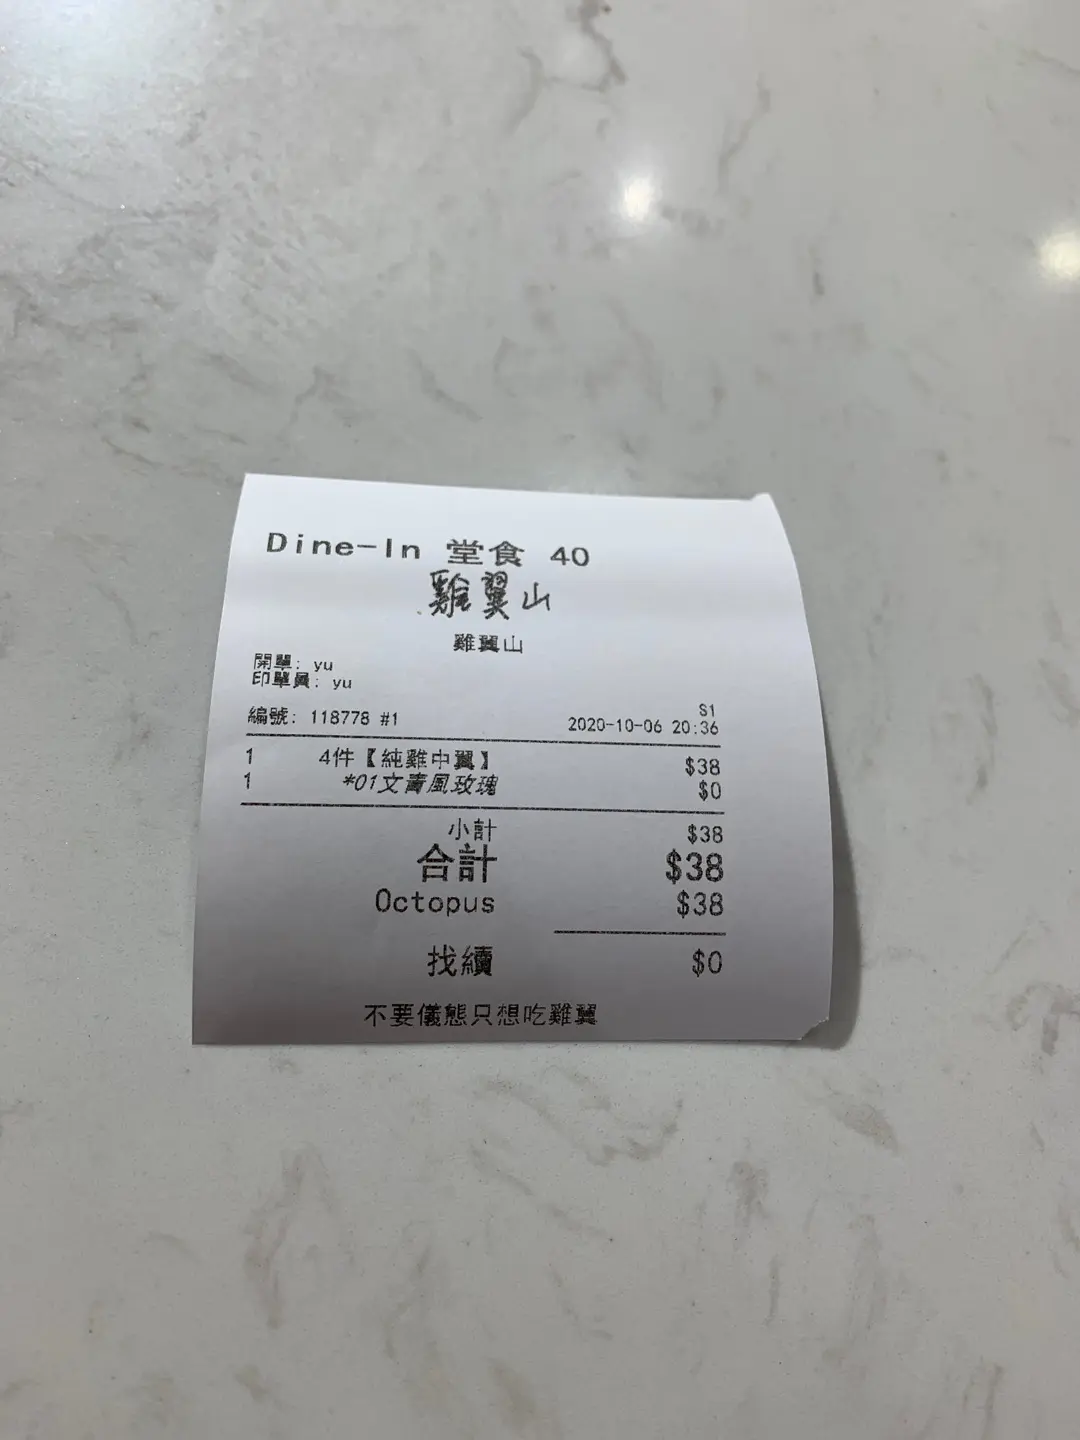 Dine-In 堂食 40
雞翼山
雞翼山
開單: yu
印單員: yu
S1
編號: 118778 #1 2020-10-06 20:36
1 4件【純雞中翼】 $38
1 *01文青風玫瑰 $0
小計 $38
合計 $38
Octopus $38
找續 $0
不要儀態只想吃雞翼